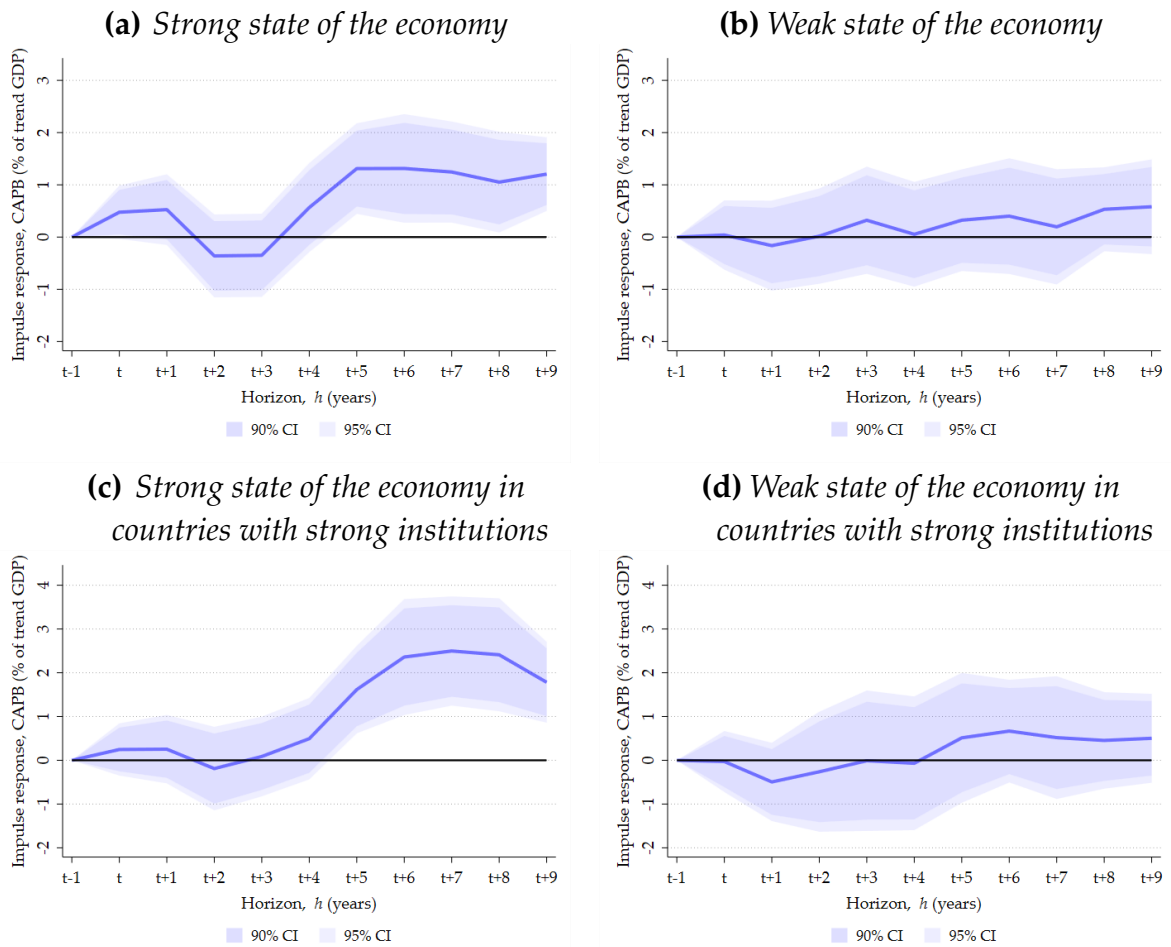 (a) Strong state of the economy
Impulse response, CAPB (% of trend GDP)
3
2
1
0
-1
-2
t-1 t t+1 t+2 t+3 t+4 t+5 t+6 t+7 t+8 t+9
Horizon, h (years)
90% CI 95% CI
(b) Weak state of the economy
Impulse response, CAPB (% of trend GDP)
3
2
1
0
-1
-2
t-1 t t+1 t+2 t+3 t+4 t+5 t+6 t+7 t+8 t+9
Horizon, h (years)
90% CI 95% CI
(c) Strong state of the economy in
countries with strong institutions
Impulse response, CAPB (% of trend GDP)
4
3
2
1
0
-1
-2
t-1 t t+1 t+2 t+3 t+4 t+5 t+6 t+7 t+8 t+9
Horizon, h (years)
90% CI 95% CI
(d) Weak state of the economy in
countries with strong institutions
Impulse response, CAPB (% of trend GDP)
4
3
2
1
0
-1
-2
t-1 t t+1 t+2 t+3 t+4 t+5 t+6 t+7 t+8 t+9
Horizon, h (years)
90% CI 95% CI